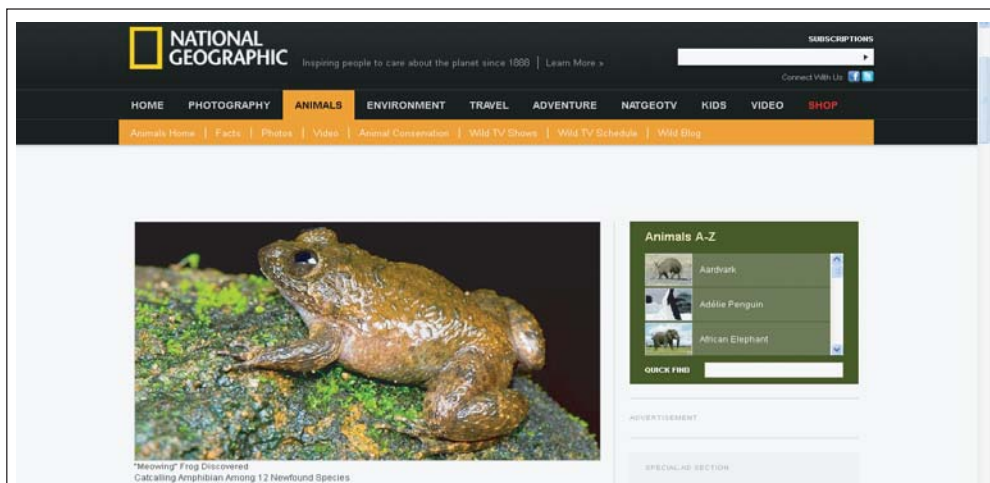 NATIONAL
GEOGRAPHIC
Inspiring people to care about the planet since 1888 | Learn More »
SUBSCRIPTIONS
Connect With Us
HOME PHOTOGRAPHY ANIMALS ENVIRONMENT TRAVEL ADVENTURE NATGEOTV KIDS VIDEO SHOP
Animals Home | Facts | Photos | Video | Animal Conservation | Wild TV Shows | Wild TV Schedule | Wild Blog
"Meowing" Frog Discovered
Catcalling Amphibian Among 12 Newfound Species
Animals A-Z
Aardvark
Adélie Penguin
African Elephant
QUICK FIND
ADVERTISEMENT
SPECIAL AD SECTION